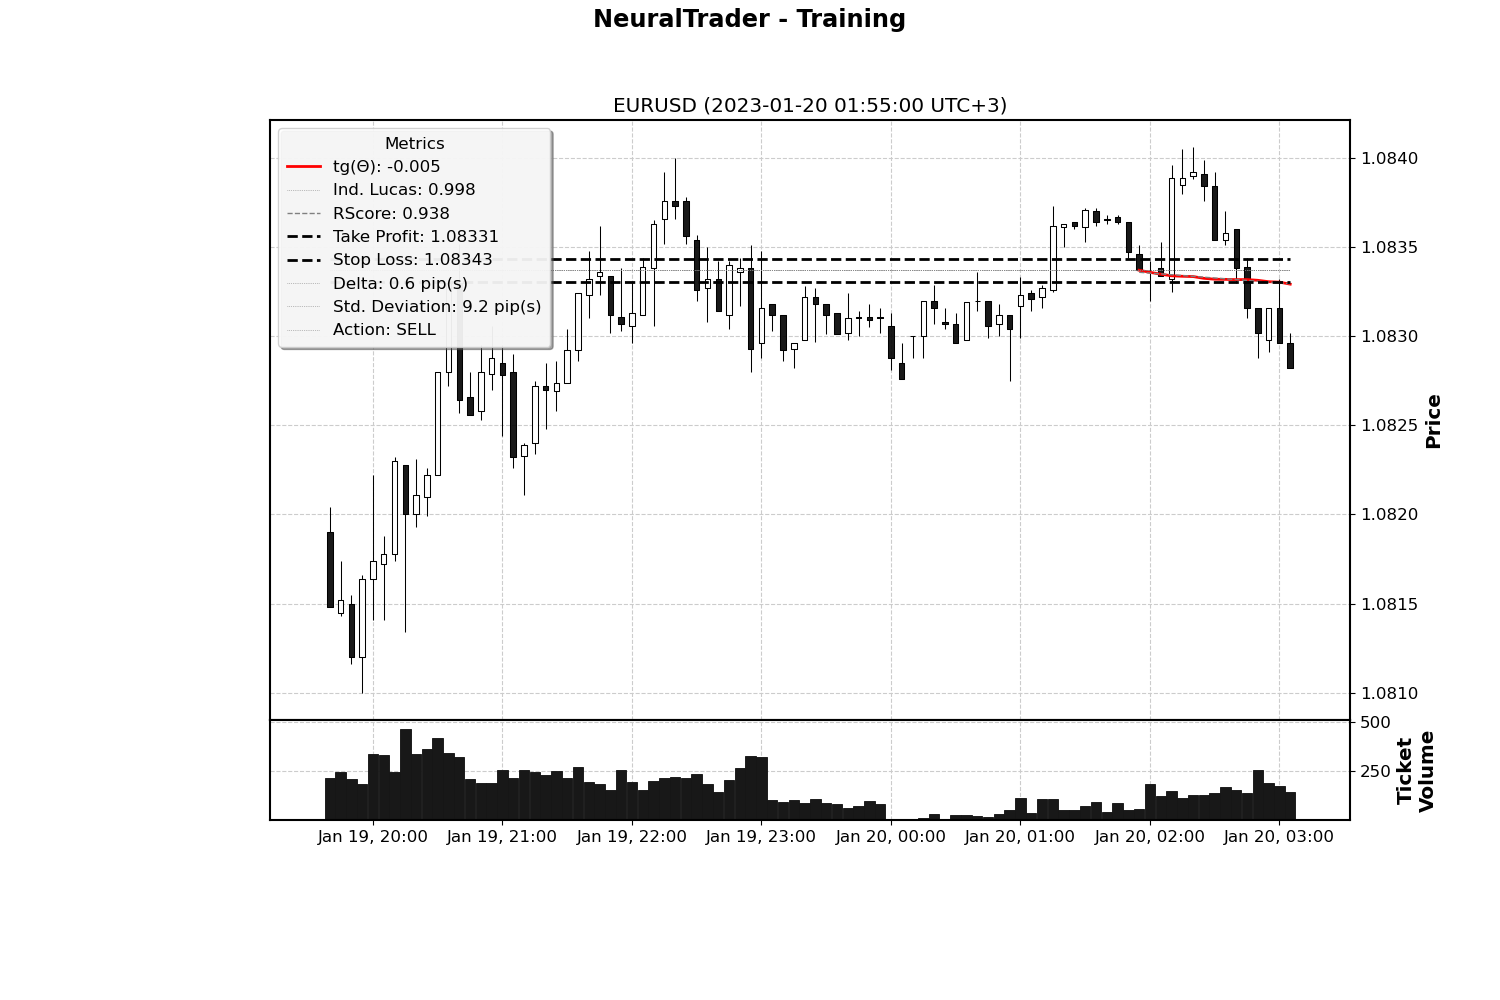 NeuralTrader - Training
EURUSD (2023-01-20 01:55:00 UTC+3)
Metrics
tg(Θ): -0.005
Ind. Lucas: 0.998
RScore: 0.938
Take Profit: 1.08331
Stop Loss: 1.08343
Delta: 0.6 pip(s)
Std. Deviation: 9.2 pip(s)
Action: SELL
1.0840
1.0835
1.0830
1.0825
1.0820
1.0815
1.0810
Price
500
250
Ticket
Volume
Jan 19, 20:00
Jan 19, 21:00
Jan 19, 22:00
Jan 19, 23:00
Jan 20, 00:00
Jan 20, 01:00
Jan 20, 02:00
Jan 20, 03:00